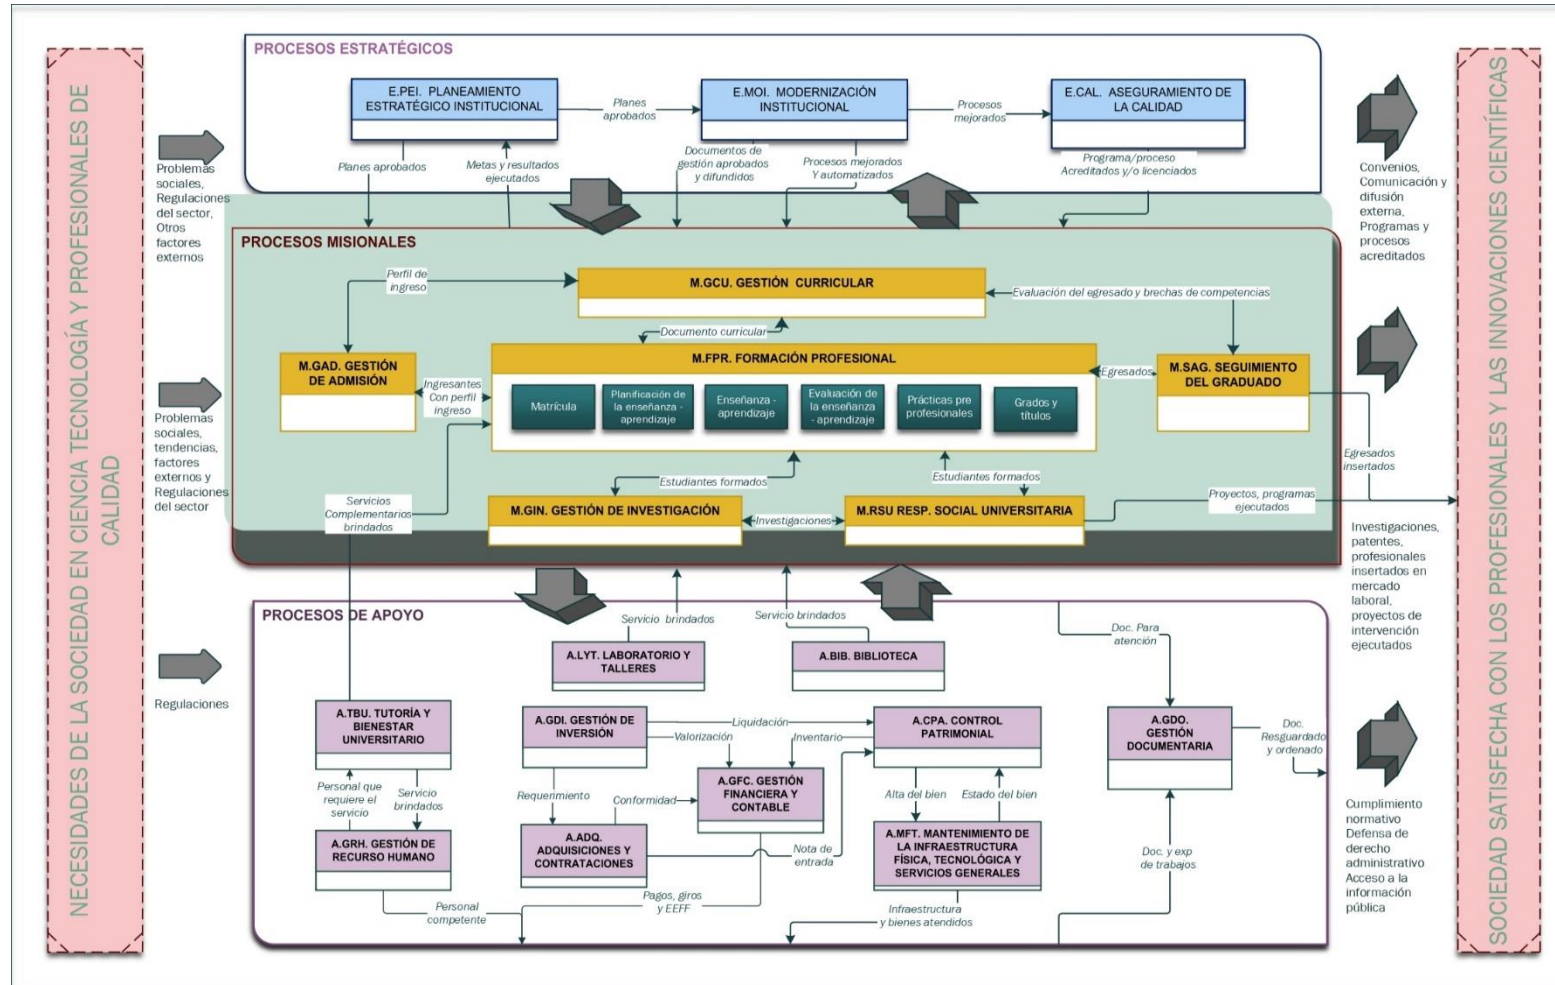 NECESIDADES DE LA SOCIEDAD EN CIENCIA TECNOLOGÍA Y PROFESIONALES DE
CALIDAD
Problemas
sociales,
Regulaciones
del sector,
Otros
factores
externos
Problemas
sociales,
tendencias,
factores
externos y
Regulaciones
del sector
Regulaciones
PROCESOS ESTRATÉGICOS
E.PEI. PLANEAMIENTO
ESTRATÉGICO INSTITUCIONAL
Planes
aprobados
E.MOI. MODERNIZACIÓN
INSTITUCIONAL
Procesos
mejorados
E.CAL. ASEGURAMIENTO DE
LA CALIDAD
Planes aprobados
Metas y resultados
ejecutados
Documentos de
gestión aprobados
y difundidos
Procesos mejorados
Y automatizados
Programa/proceso
Acreditados y/o licenciados
PROCESOS MISIONALES
Perfil de
ingreso
M.GCU. GESTIÓN CURRICULAR
Evaluación del egresado y brechas de competencias
Documento curricular
M.GAD. GESTIÓN
DE ADMISIÓN
Ingresantes
Con perfil
ingreso
M.FPR. FORMACIÓN PROFESIONAL
Matrícula
Planificación de
la enseñanza -
aprendizaje
Enseñanza -
aprendizaje
Evaluación de
la enseñanza
- aprendizaje
Prácticas pre
profesionales
Grados y
títulos
Egresados
M.SAG. SEGUIMIENTO
DEL GRADUADO
Egresados
insertados
Servicios
Complementarios
brindados
Estudiantes formados
Estudiantes formados
M.GIN. GESTIÓN DE INVESTIGACIÓN
Investigaciones
M.RSU RESP. SOCIAL UNIVERSITARIA
Proyectos, programas
ejecutados
PROCESOS DE APOYO
Servicio brindados
Servicio brindados
A.LYT. LABORATORIO Y
TALLERES
A.BIB. BIBLIOTECA
Doc. Para
atención
A.TBU. TUTORÍA Y
BIENESTAR
UNIVERSITARIO
A.GDI. GESTIÓN DE
INVERSIÓN
Liquidación
Valorización
Inventario
A.CPA. CONTROL
PATRIMONIAL
A.GDO.
GESTIÓN
DOCUMENTARIA
Doc.
Resguardado
y ordenado
Personal que
requiere el
servicio
Servicio
brindados
Requerimiento
Conformidad
A.GFC. GESTIÓN
FINANCIERA Y
CONTABLE
Alta del bien
Estado del bien
A.GRH. GESTIÓN DE
RECURSO HUMANO
A.ADQ.
ADQUISICIONES Y
CONTRATACIONES
Nota de
entrada
A.MFT. MANTENIMIENTO DE
LA INFRAESTRUCTURA
FÍSICA, TECNOLÓGICA Y
SERVICIOS GENERALES
Doc. y exp
de trabajos
Personal
competente
Pagos, giros
y EEFF
Infraestructura
y bienes atendidos
Convenios,
Comunicación y
difusión
externa,
Programas y
procesos
acreditados
Investigaciones,
patentes,
profesionales
insertados en
mercado
laboral,
proyectos de
intervención
ejecutados
Cumplimiento
normativo
Defensa de
derecho
administrativo
Acceso a la
información
pública
SOCIEDAD SATISFECHA CON LOS PROFESIONALES Y LAS INNOVACIONES CIENTÍFICAS